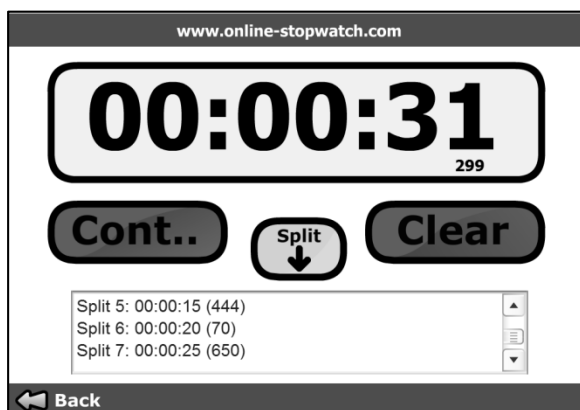 www.online-stopwatch.com
00:00:31
299
Cont..
Split
Clear
Split 5: 00:00:15 (444)
Split 6: 00:00:20 (70)
Split 7: 00:00:25 (650)
Back